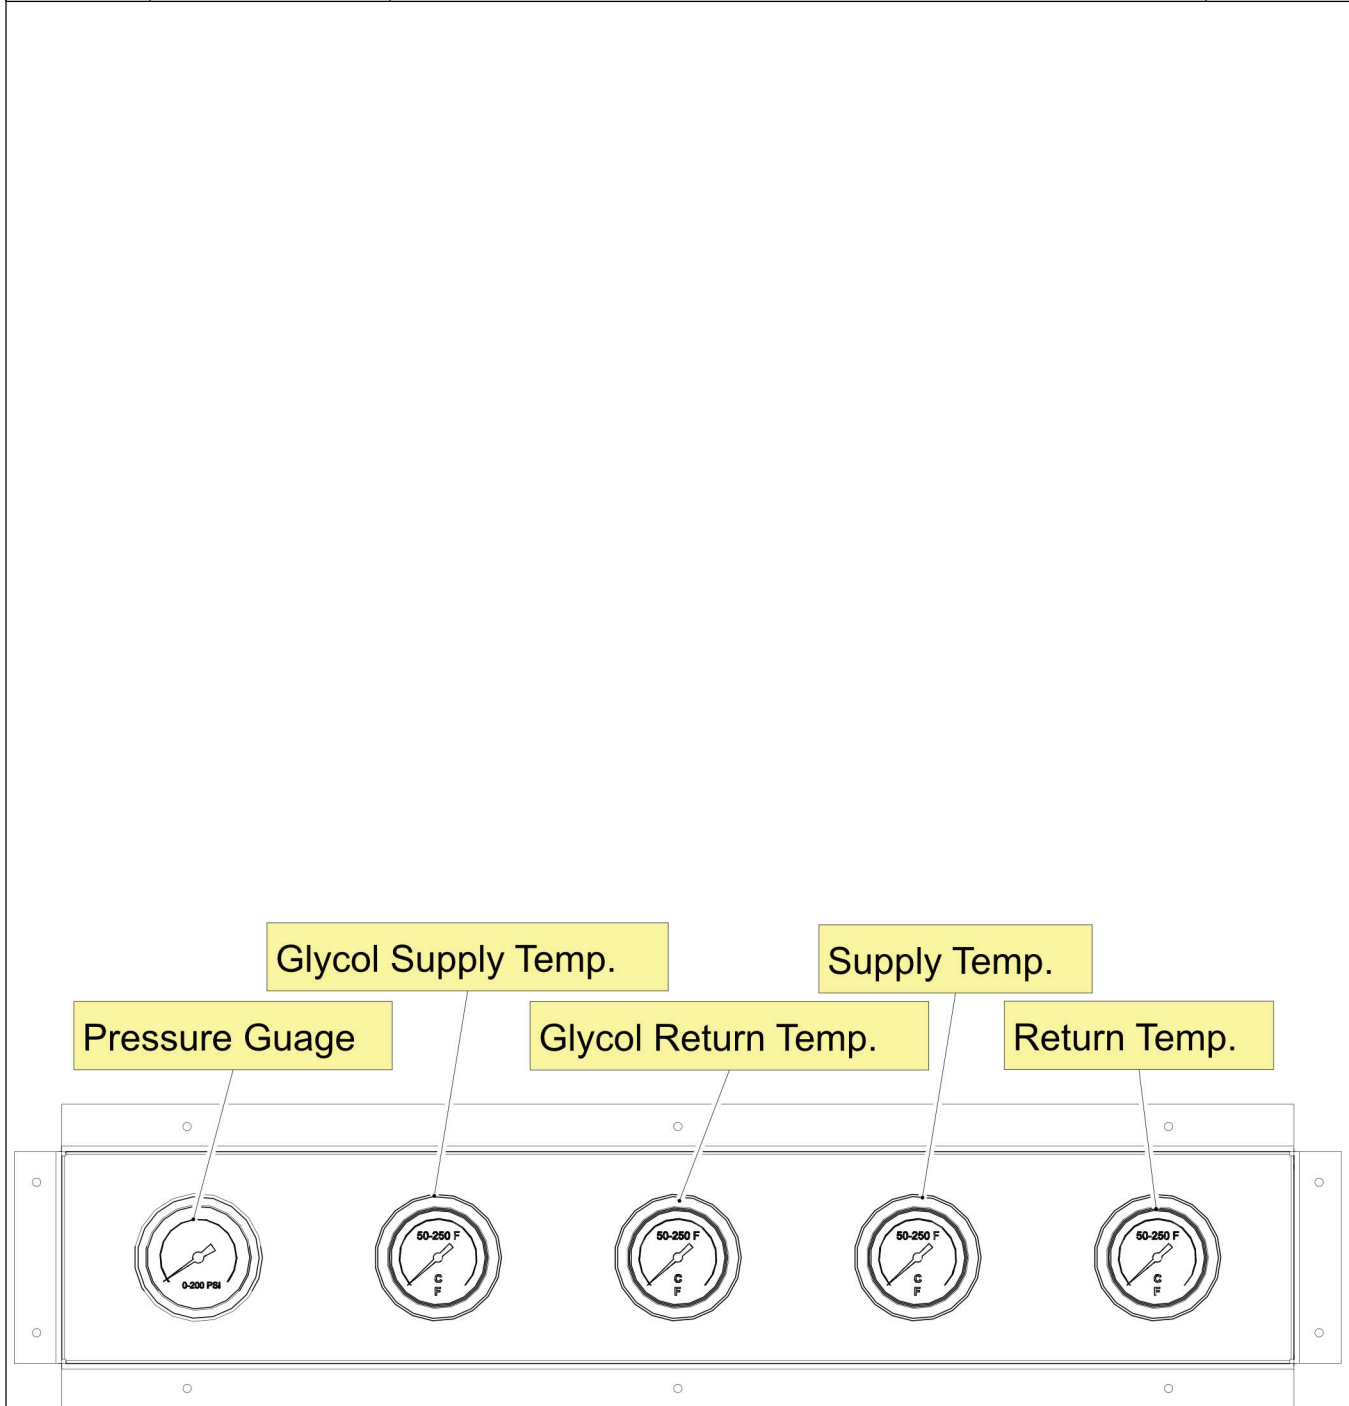 Glycol Supply Temp.
Supply Temp.
Pressure Guage
Glycol Return Temp.
Return Temp.
0-200 PSI
50-250 F
C
F
50-250 F
C
F
50-250 F
C
F
50-250 F
C
F